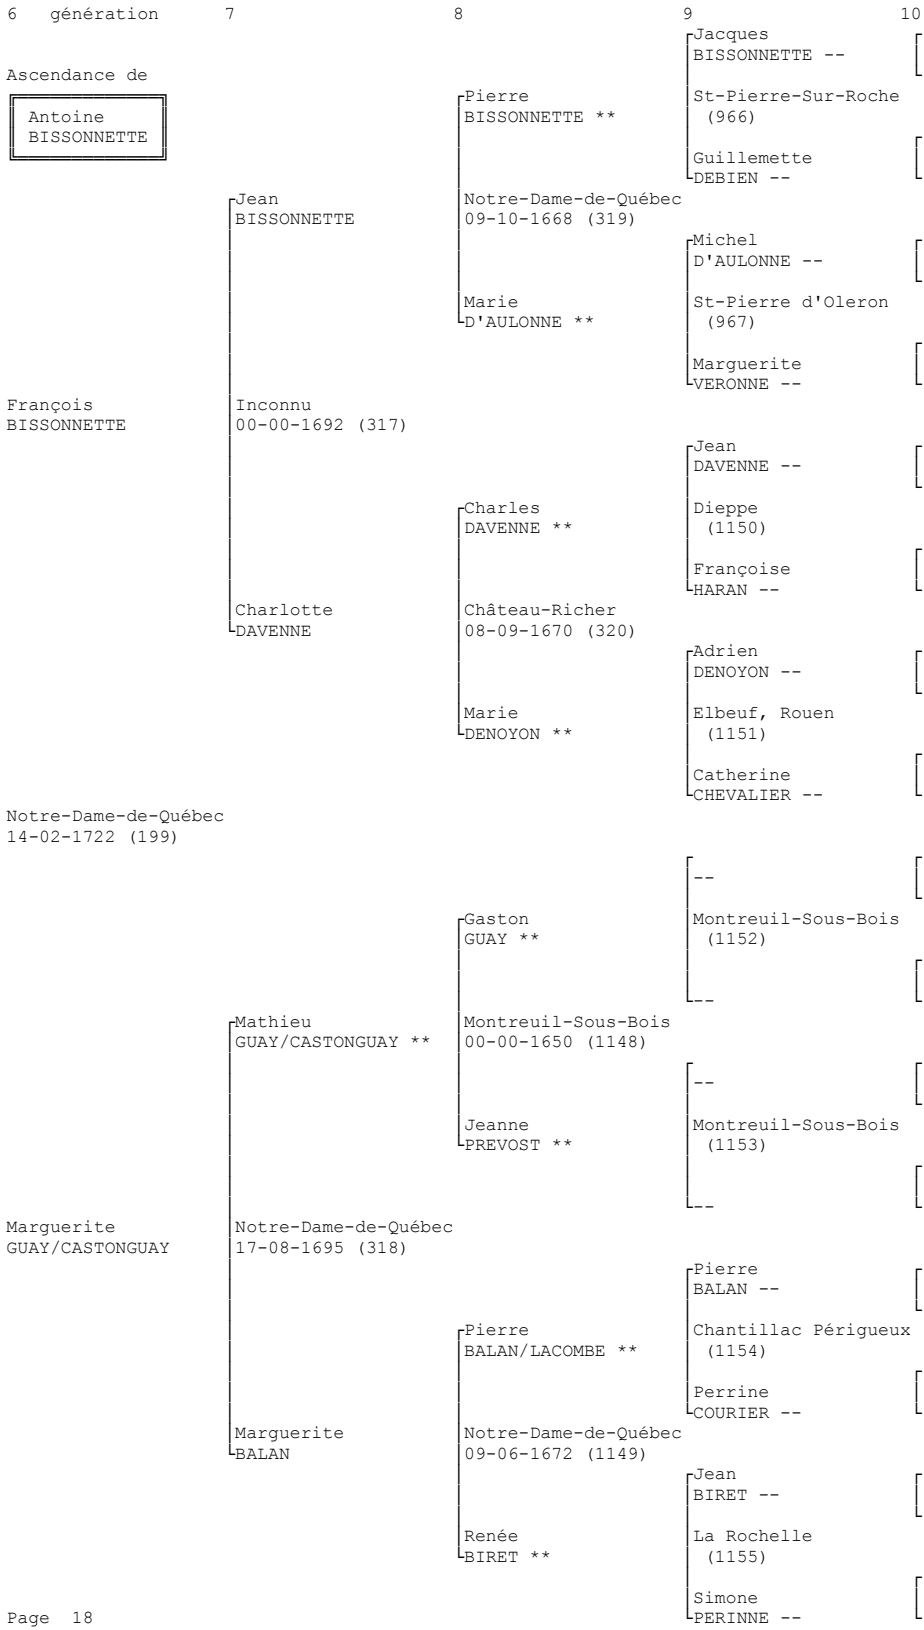 6 génération 7 8 9 10
Jacques
BISSONNETTE --
Ascendance de
Pierre St-Pierre-Sur-Roche
Antoine BISSONNETTE ** (966)
BISSONNETTE
Guillemette
DEBIEN --
Jean Notre-Dame-de-Québec
BISSONNETTE 09-10-1668 (319)
Michel
D'AULONNE --
Marie St-Pierre d'Oleron
D'AULONNE ** (967)
Marguerite
VERONNE --
François Inconnu
BISSONNETTE 00-00-1692 (317)
Jean
DAVENNE --
Charles Dieppe
DAVENNE ** (1150)
Françoise
HARAN --
Charlotte Château-Richer
DAVENNE 08-09-1670 (320)
Adrien
DENOYON --
Marie Elbeuf, Rouen
DENOYON ** (1151)
Catherine
CHEVALIER --
Notre-Dame-de-Québec
14-02-1722 (199)
--
Gaston Montreuil-Sous-Bois
GUAY ** (1152)
--
Mathieu Montreuil-Sous-Bois
GUAY/CASTONGUAY ** 00-00-1650 (1148)
--
Jeanne Montreuil-Sous-Bois
PREVOST ** (1153)
--
Marguerite Notre-Dame-de-Québec
GUAY/CASTONGUAY 17-08-1695 (318)
Pierre
BALAN --
Pierre Chantillac Périgueux
BALAN/LACOMBE ** (1154)
Perrine
COURIER --
Marguerite Notre-Dame-de-Québec
BALAN 09-06-1672 (1149)
Jean
BIRET --
Renée La Rochelle
BIRET ** (1155)
Simone
Page 18 PERINNE --